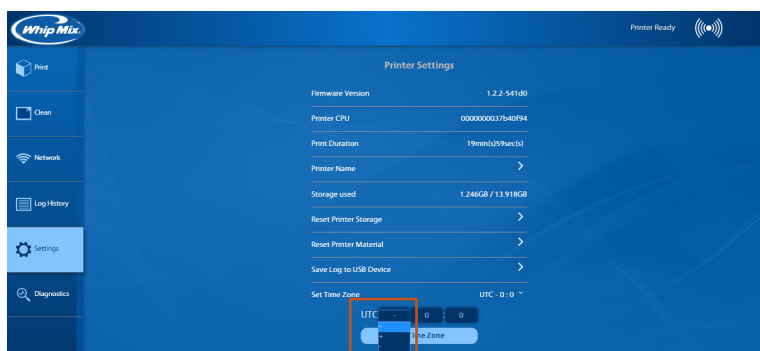 Whip Mix.
Printer Ready
Print
Clean
Network
Log History
Settings
Diagnostics
Printer Settings
Firmware Version 1.2.2-541d0
Printer CPU 0000000037b40f94
Print Duration 19min(s)59sec(s)
Printer Name
Storage used 1.246GB / 13.918GB
Reset Printer Storage
Reset Printer Material
Save Log to USB Device
Set Time Zone UTC - 0 : 0
UTC - 0 : 0
-
+
-
Time Zone